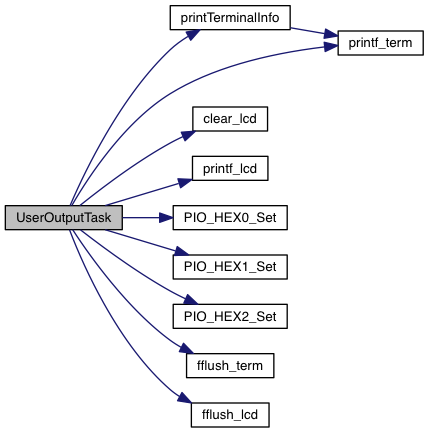 printTerminalInfo
printf_term
clear_lcd
printf_lcd
UserOutputTask
PIO_HEX0_Set
PIO_HEX1_Set
PIO_HEX2_Set
fflush_term
fflush_lcd